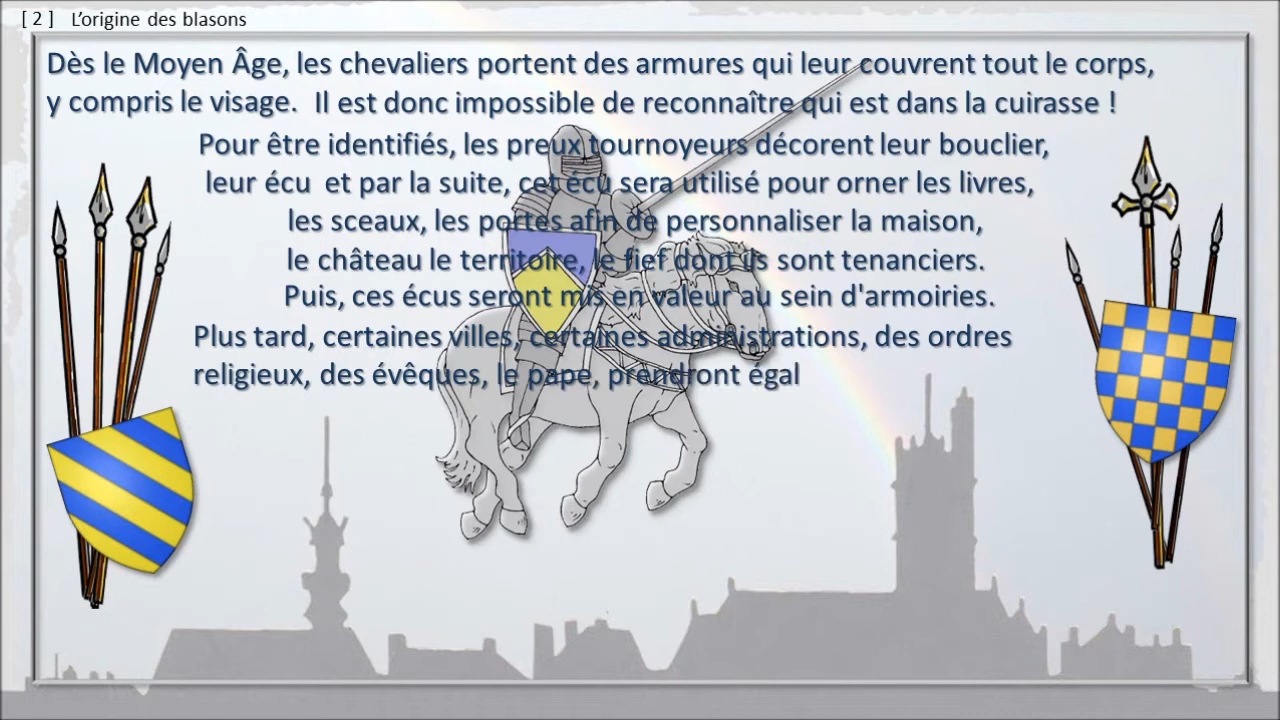 [ 2 ] L'origine des blasons
Dès le Moyen Âge, les chevaliers portent des armures qui leur couvrent tout le corps,
y compris le visage. Il est donc impossible de reconnaître qui est dans la cuirasse !
Pour être identifiés, les preux tournoyeurs décorent leur bouclier,
leur écu et par la suite, cet écu sera utilisé pour orner les livres,
les sceaux, les portes afin de personnaliser la maison,
le château le territoire, le fief dont ils sont tenanciers.
Puis, ces écus seront mis en valeur au sein d'armoiries.
Plus tard, certaines villes, certaines administrations, des ordres
religieux, des évêques, le pape, prendront égal